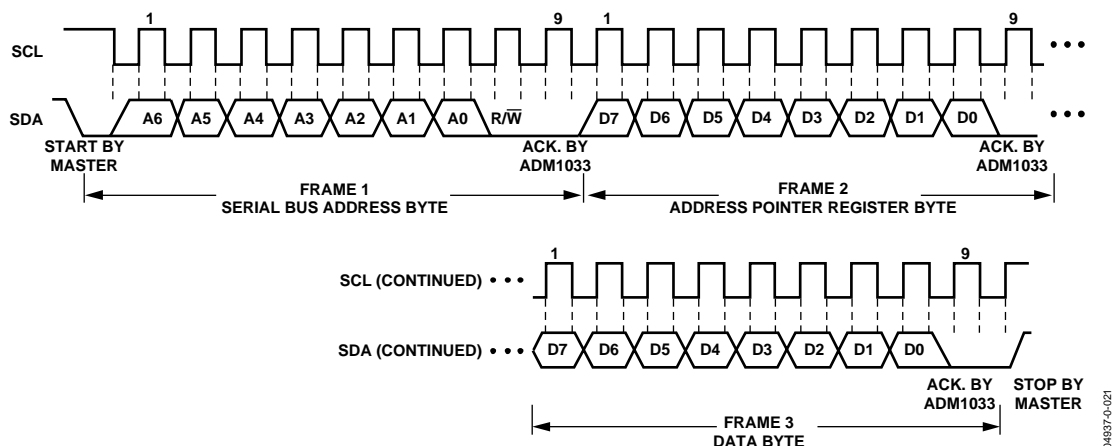 1 9 1 9
SCL
SDA A6 A5 A4 A3 A2 A1 A0 R/W̅ D7 D6 D5 D4 D3 D2 D1 D0
START BY
MASTER
ACK. BY
ADM1033
ACK. BY
ADM1033
FRAME 1
SERIAL BUS ADDRESS BYTE
FRAME 2
ADDRESS POINTER REGISTER BYTE
1 9
SCL (CONTINUED)
SDA (CONTINUED) D7 D6 D5 D4 D3 D2 D1 D0
ACK. BY
ADM1033
STOP BY
MASTER
FRAME 3
DATA BYTE
04937-0-021